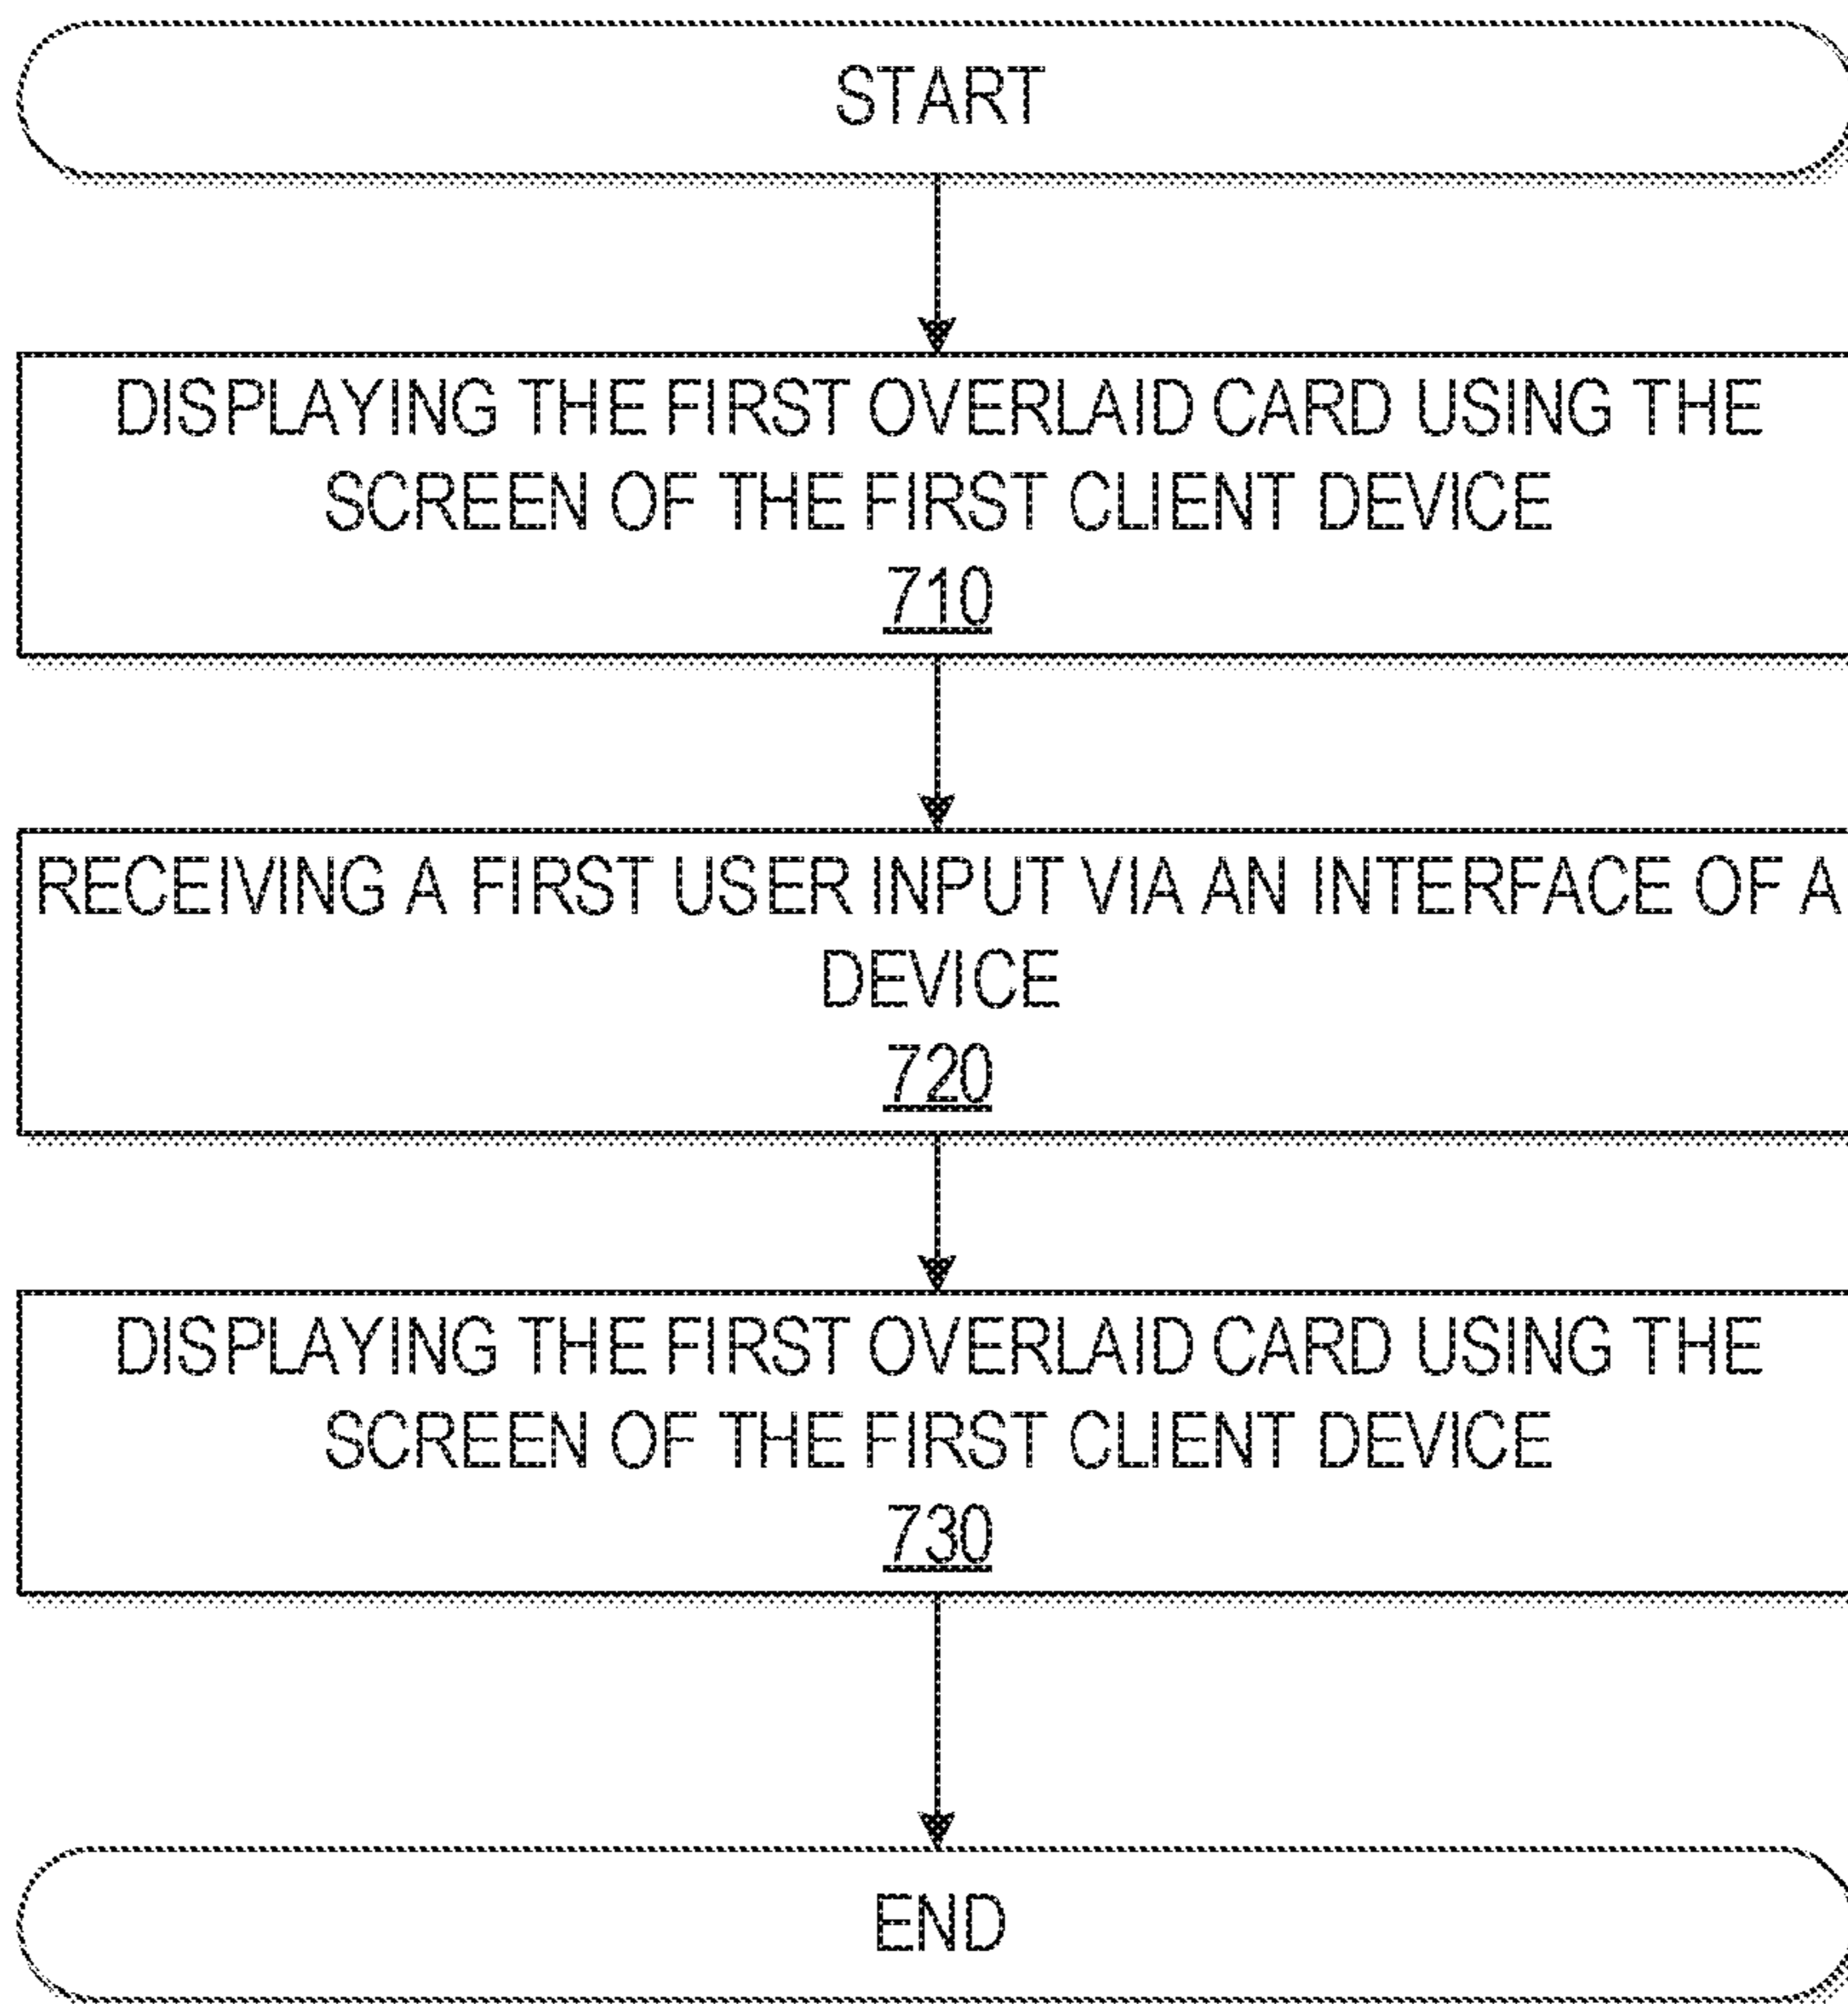 START
DISPLAYING THE FIRST OVERLAID CARD USING THE
SCREEN OF THE FIRST CLIENT DEVICE
710
RECEIVING A FIRST USER INPUT VIA AN INTERFACE OF A
DEVICE
720
DISPLAYING THE FIRST OVERLAID CARD USING THE
SCREEN OF THE FIRST CLIENT DEVICE
730
END